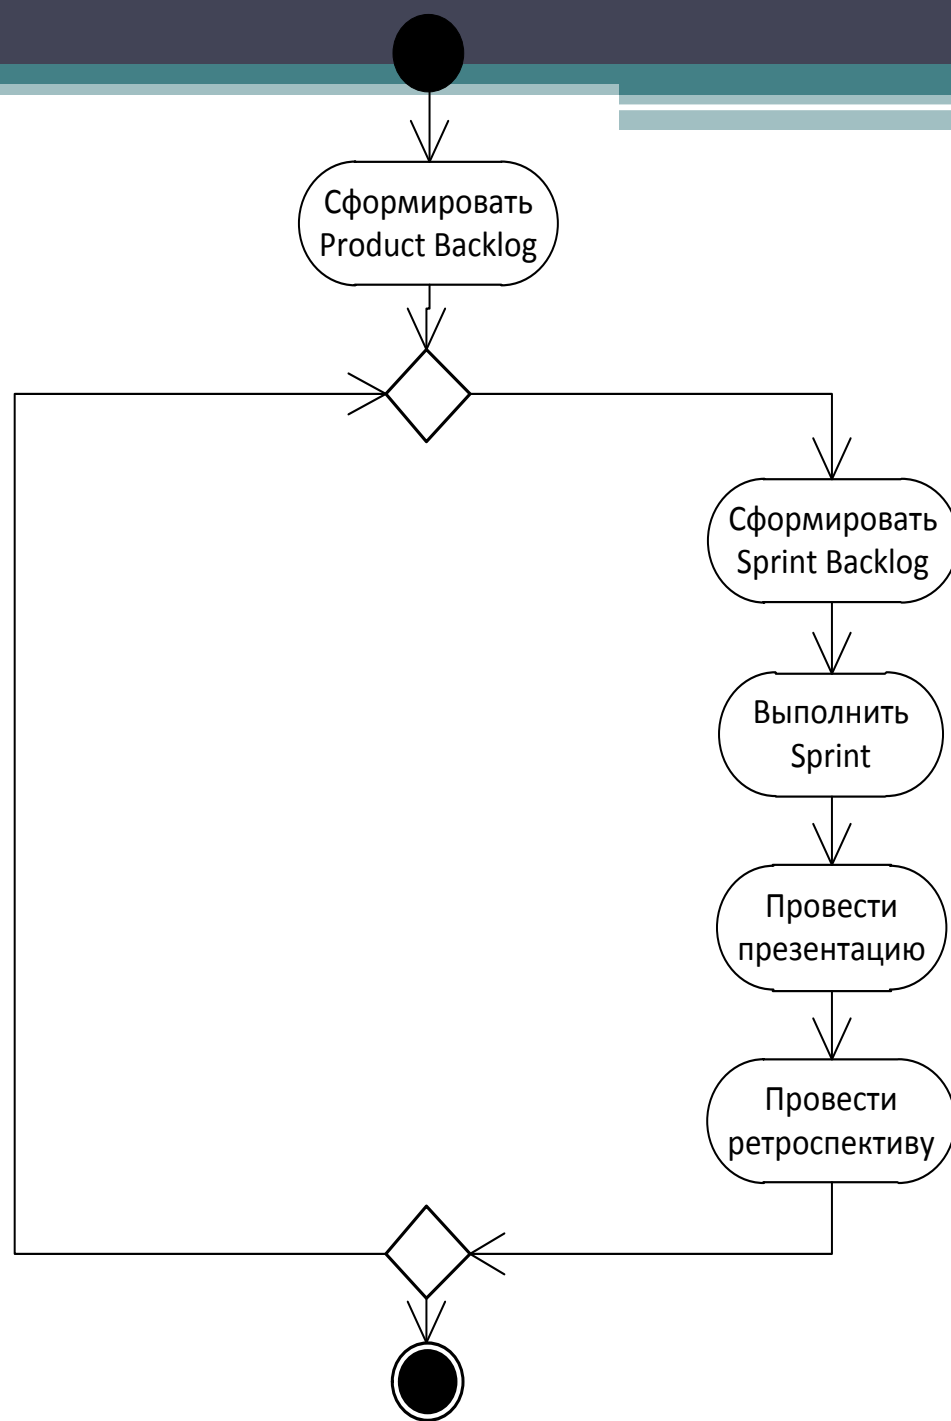 Сформировать
Product Backlog
Сформировать
Sprint Backlog
Выполнить
Sprint
Провести
презентацию
Провести
ретроспективу